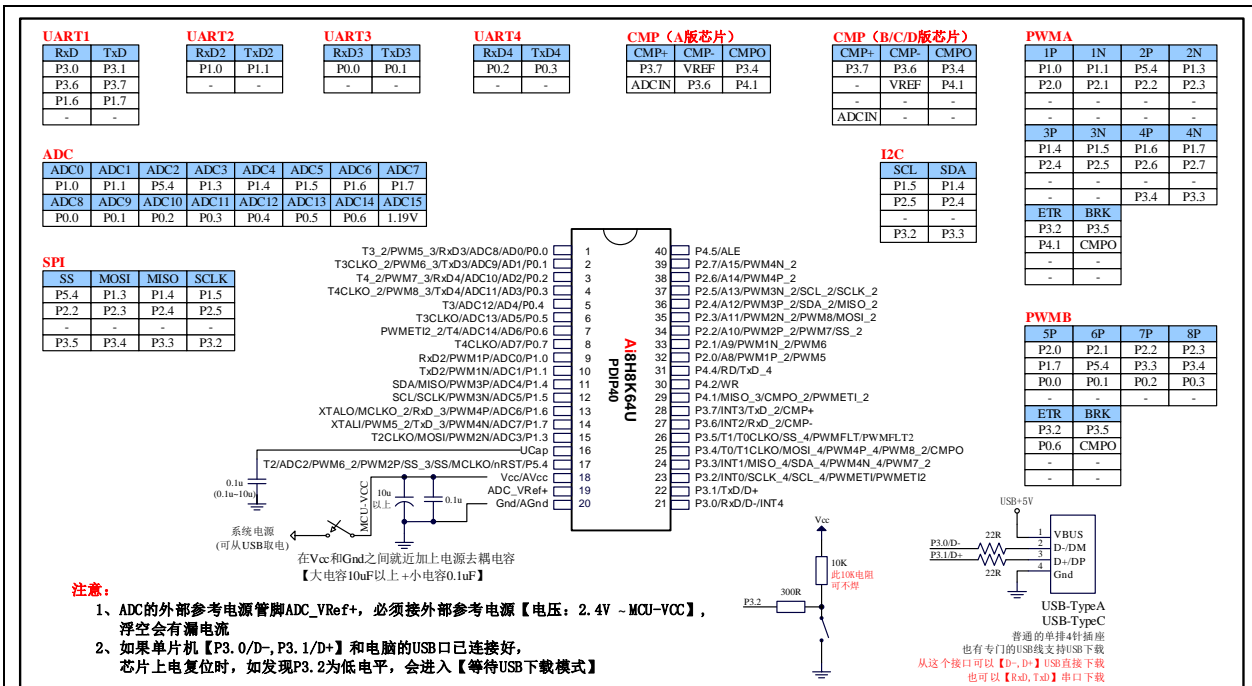 UART1
RxD TxD
P3.0 P3.1
P3.6 P3.7
P1.6 P1.7
- -
UART2
RxD2 TxD2
P1.0 P1.1
- -
UART3
RxD3 TxD3
P0.0 P0.1
- -
UART4
RxD4 TxD4
P0.2 P0.3
- -
CMP（A版芯片）
CMP+ CMP- CMPO
P3.7 VREF P3.4
ADCIN P3.6 P4.1
CMP（B/C/D版芯片）
CMP+ CMP- CMPO
P3.7 P3.6 P3.4
- VREF P4.1
- - -
ADCIN - -
PWMA
1P 1N 2P 2N
P1.0 P1.1 P5.4 P1.3
P2.0 P2.1 P2.2 P2.3
- - - -
- - - -
3P 3N 4P 4N
P1.4 P1.5 P1.6 P1.7
P2.4 P2.5 P2.6 P2.7
- - - -
- - P3.4 P3.3
ETR BRK
P3.2 P3.5
P4.1 CMPO
- -
- -
ADC
ADC0 ADC1 ADC2 ADC3 ADC4 ADC5 ADC6 ADC7
P1.0 P1.1 P5.4 P1.3 P1.4 P1.5 P1.6 P1.7
ADC8 ADC9 ADC10 ADC11 ADC12 ADC13 ADC14 ADC15
P0.0 P0.1 P0.2 P0.3 P0.4 P0.5 P0.6 1.19V
I2C
SCL SDA
P1.5 P1.4
P2.5 P2.4
- -
P3.2 P3.3
SPI
SS MOSI MISO SCLK
P5.4 P1.3 P1.4 P1.5
P2.2 P2.3 P2.4 P2.5
- - - -
P3.5 P3.4 P3.3 P3.2
PWMB
5P 6P 7P 8P
P2.0 P2.1 P2.2 P2.3
P1.7 P5.4 P3.3 P3.4
P0.0 P0.1 P0.2 P0.3
- - - -
ETR BRK
P3.2 P3.5
P0.6 CMPO
- -
- -
T3_2/PWM5_3/RxD3/ADC8/AD0/P0.0 1
T3CLKO_2/PWM6_3/TxD3/ADC9/AD1/P0.1 2
T4_2/PWM7_3/RxD4/ADC10/AD2/P0.2 3
T4CLKO_2/PWM8_3/TxD4/ADC11/AD3/P0.3 4
T3/ADC12/AD4/P0.4 5
T3CLKO/ADC13/AD5/P0.5 6
PWMETI2_2/T4/ADC14/AD6/P0.6 7
T4CLKO/AD7/P0.7 8
RxD2/PWM1P/ADC0/P1.0 9
TxD2/PWM1N/ADC1/P1.1 10
SDA/MISO/PWM3P/ADC4/P1.4 11
SCL/SCLK/PWM3N/ADC5/P1.5 12
XTALO/MCLKO_2/RxD_3/PWM4P/ADC6/P1.6 13
XTALI/PWM5_2/TxD_3/PWM4N/ADC7/P1.7 14
T2CLKO/MOSI/PWM2N/ADC3/P1.3 15
UCap 16
T2/ADC2/PWM6_2/PWM2P/SS_3/SS/MCLKO/nRST/P5.4 17
Vcc/AVcc 18
ADC_VRef+ 19
Gnd/AGnd 20
Ai8H8K64U
PDIP40
40 P4.5/ALE
39 P2.7/A15/PWM4N_2
38 P2.6/A14/PWM4P_2
37 P2.5/A13/PWM3N_2/SCL_2/SCLK_2
36 P2.4/A12/PWM3P_2/SDA_2/MISO_2
35 P2.3/A11/PWM2N_2/PWM8/MOSI_2
34 P2.2/A10/PWM2P_2/PWM7/SS_2
33 P2.1/A9/PWM1N_2/PWM6
32 P2.0/A8/PWM1P_2/PWM5
31 P4.4/RD/TxD_4
30 P4.2/WR
29 P4.1/MISO_3/CMPO_2/PWMETI_2
28 P3.7/INT3/TxD_2/CMP+
27 P3.6/INT2/RxD_2/CMP-
26 P3.5/T1/T0CLKO/SS_4/PWMFLT/PWMFLT2
25 P3.4/T0/T1CLKO/MOSI_4/PWM4P_4/PWM8_2/CMPO
24 P3.3/INT1/MISO_4/SDA_4/PWM4N_4/PWM7_2
23 P3.2/INT0/SCLK_4/SCL_4/PWMETI/PWMETI2
22 P3.1/TxD/D+
21 P3.0/RxD/D-/INT4
0.1u
(0.1u~10u)
MCU-VCC
10u
以上
0.1u
系统电源
(可从USB取电)
在Vcc和Gnd之间就近加上电源去耦电容
【大电容10uF以上+小电容0.1uF】
注意：
1、ADC的外部参考电源管脚ADC_VRef+，必须接外部参考电源【电压：2.4V ~ MCU-VCC】,
浮空会有漏电流
2、如果单片机【P3.0/D-,P3.1/D+】和电脑的USB口已连接好，
芯片上电复位时，如发现P3.2为低电平，会进入【等待USB下载模式】
Vcc
10K
此10K电阻
可不焊
300R
P3.2
USB+5V
22R
P3.0/D-
P3.1/D+
22R
1 VBUS
2 D-/DM
3 D+/DP
4 Gnd
USB-TypeA
USB-TypeC
普通的单排4针插座
也有专门的USB线支持USB下载
从这个接口可以【D-,D+】USB直接下载
也可以【RxD,TxD】串口下载